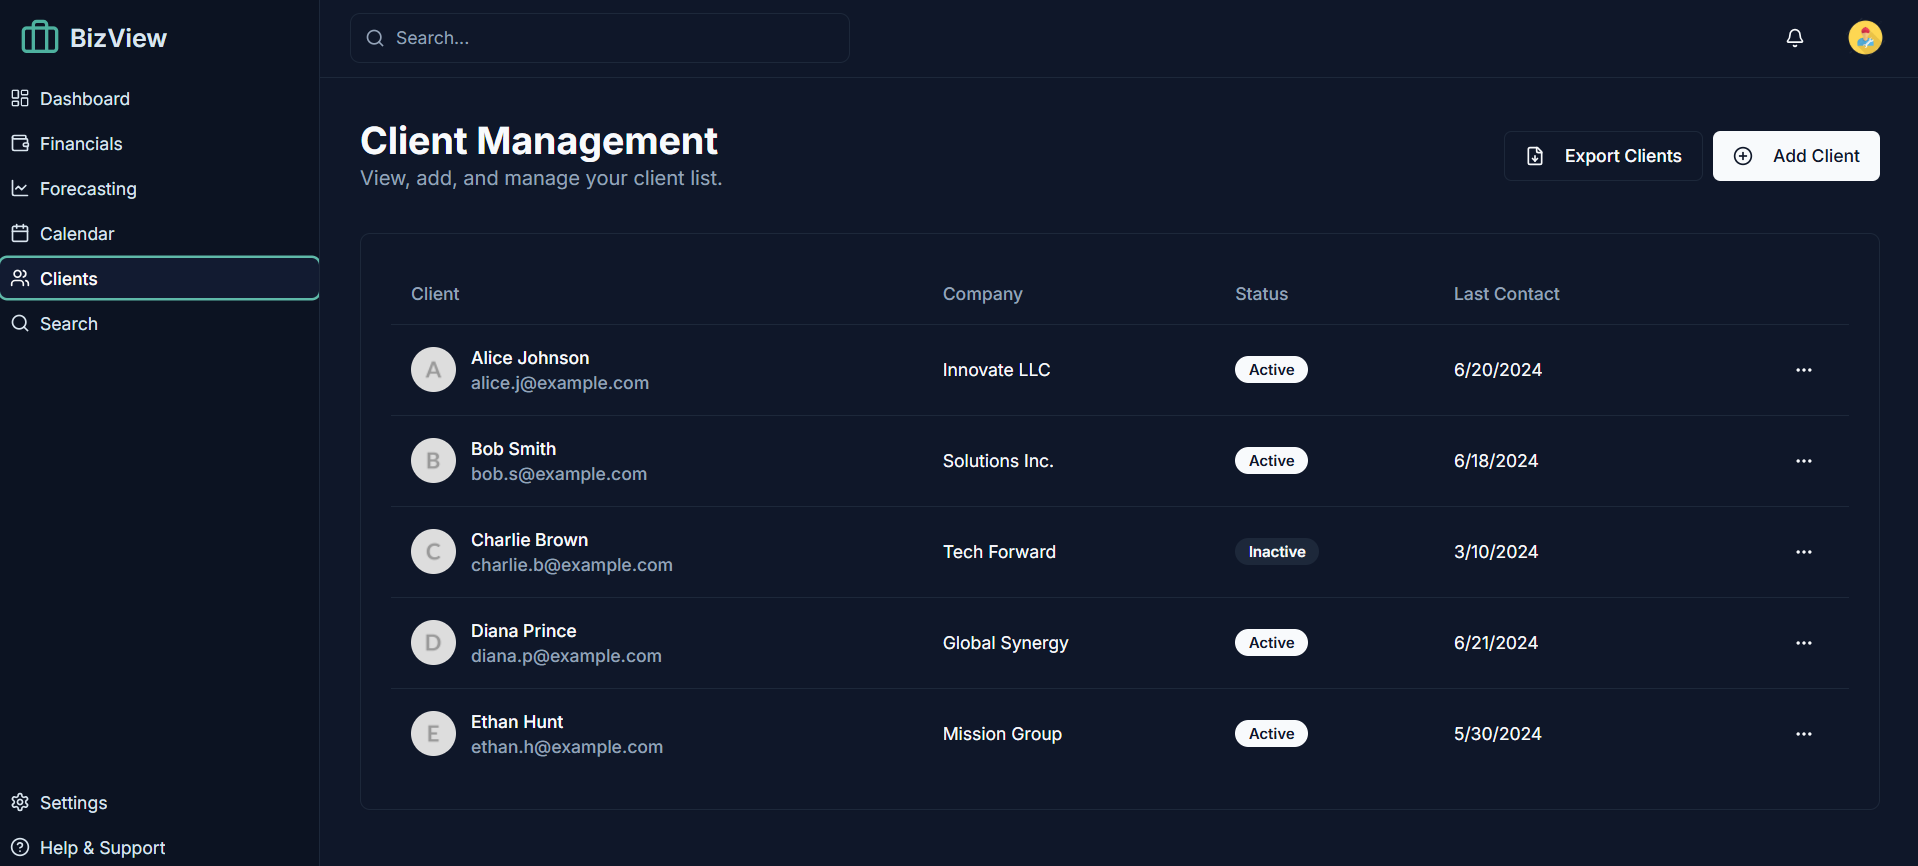 BizView
Search...
Dashboard
Financials
Forecasting
Calendar
Clients
Search
Settings
Help & Support
Client Management
View, add, and manage your client list.
Export Clients
Add Client
Client Company Status Last Contact
A Alice Johnson
alice.j@example.com
Innovate LLC Active 6/20/2024
B Bob Smith
bob.s@example.com
Solutions Inc. Active 6/18/2024
C Charlie Brown
charlie.b@example.com
Tech Forward Inactive 3/10/2024
D Diana Prince
diana.p@example.com
Global Synergy Active 6/21/2024
E Ethan Hunt
ethan.h@example.com
Mission Group Active 5/30/2024